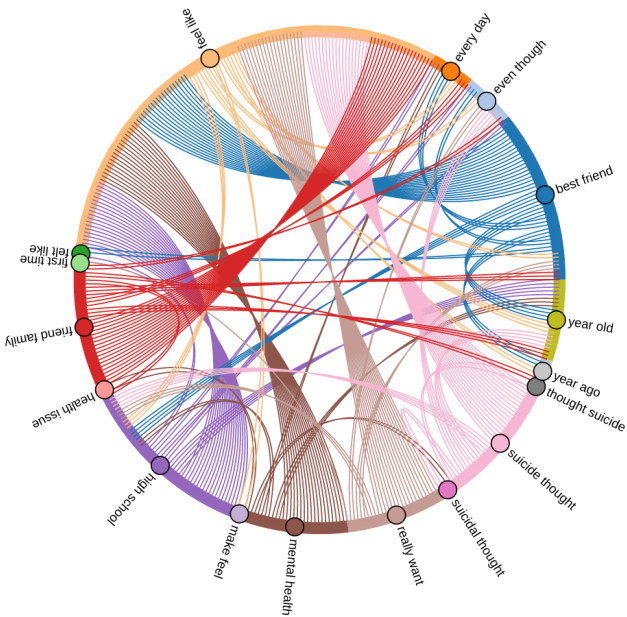 feel like
every day
even though
best friend
year old
year ago
thought suicide
suicide thought
suicidal thought
really want
mental health
make feel
high school
health issue
friend family
first time
felt like